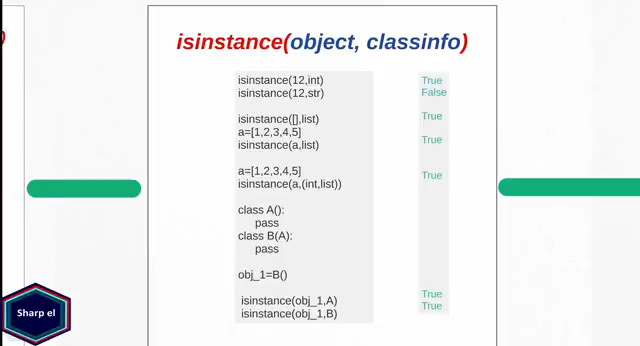 )
isinstance(object, classinfo)
isinstance(12,int)
isinstance(12,str)
isinstance([],list)
a=[1,2,3,4,5]
isinstance(a,list)
a=[1,2,3,4,5]
isinstance(a,(int,list))
class A():
pass
class B(A):
pass
obj_1=B()
isinstance(obj_1,A)
isinstance(obj_1,B)
True
False
True
True
True
True
True
Sharp el